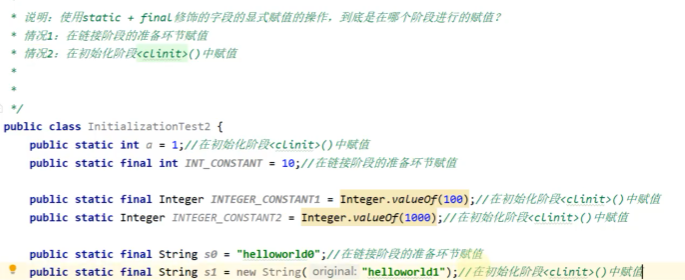 * 说明：使用static + final修饰的字段的显式赋值的操作，到底是在哪个阶段进行的赋值？
* 情况1：在链接阶段的准备环节赋值
* 情况2：在初始化阶段<clinit>()中赋值
*
*
*/
public class InitializationTest2 {
public static int a = 1;//在初始化阶段<clinit>()中赋值
public static final int INT_CONSTANT = 10;//在链接阶段的准备环节赋值
public static final Integer INTEGER_CONSTANT1 = Integer.valueOf(100);//在初始化阶段<clinit>()中赋值
public static Integer INTEGER_CONSTANT2 = Integer.valueOf(1000);//在初始化阶段<clinit>()中赋值
public static final String s0 = "helloworld0";//在链接阶段的准备环节赋值
public static final String s1 = new String( original: "helloworld1");//在初始化阶段<clinit>()中赋值